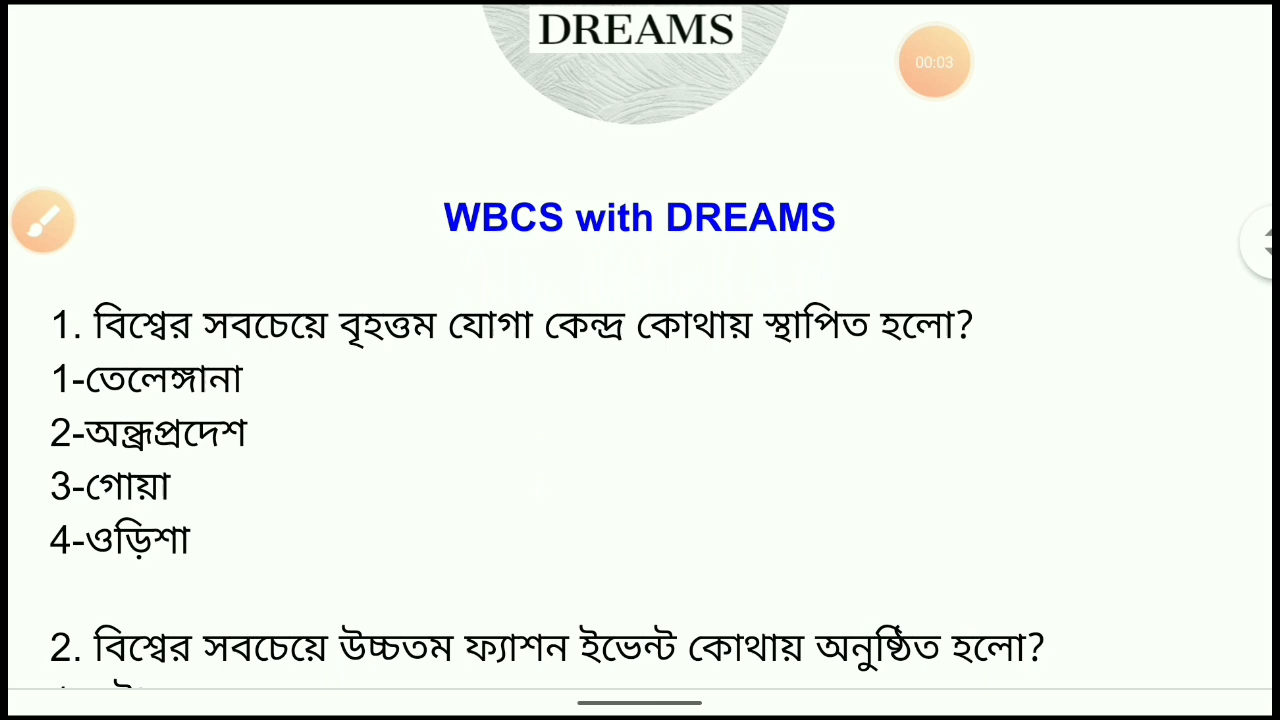 DREAMS
00:03
WBCS with DREAMS
1. বিশ্বের সবচেয়ে বৃহত্তম যোগা কেন্দ্র কোথায় স্থাপিত হলো?
1-তেলেঙ্গানা
2-অন্ধ্রপ্রদেশ
3-গোয়া
4-ওড়িশা
2. বিশ্বের সবচেয়ে উচ্চতম ফ্যাশন ইভেন্ট কোথায় অনুষ্ঠিত হলো?